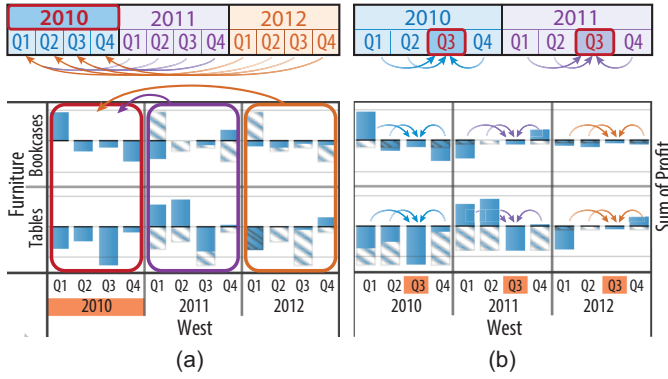 2010 2011 2012
Q1 Q2 Q3 Q4 Q1 Q2 Q3 Q4 Q1 Q2 Q3 Q4
Furniture
Bookcases
Tables
Q1 Q2 Q3 Q4 Q1 Q2 Q3 Q4 Q1 Q2 Q3 Q4
2010 2011 2012
West
(a)
2010 2011
Q1 Q2 Q3 Q4 Q1 Q2 Q3 Q4
Sum of Profit
Q1 Q2 Q3 Q4 Q1 Q2 Q3 Q4 Q1 Q2 Q3 Q4
2010 2011 2012
West
(b)